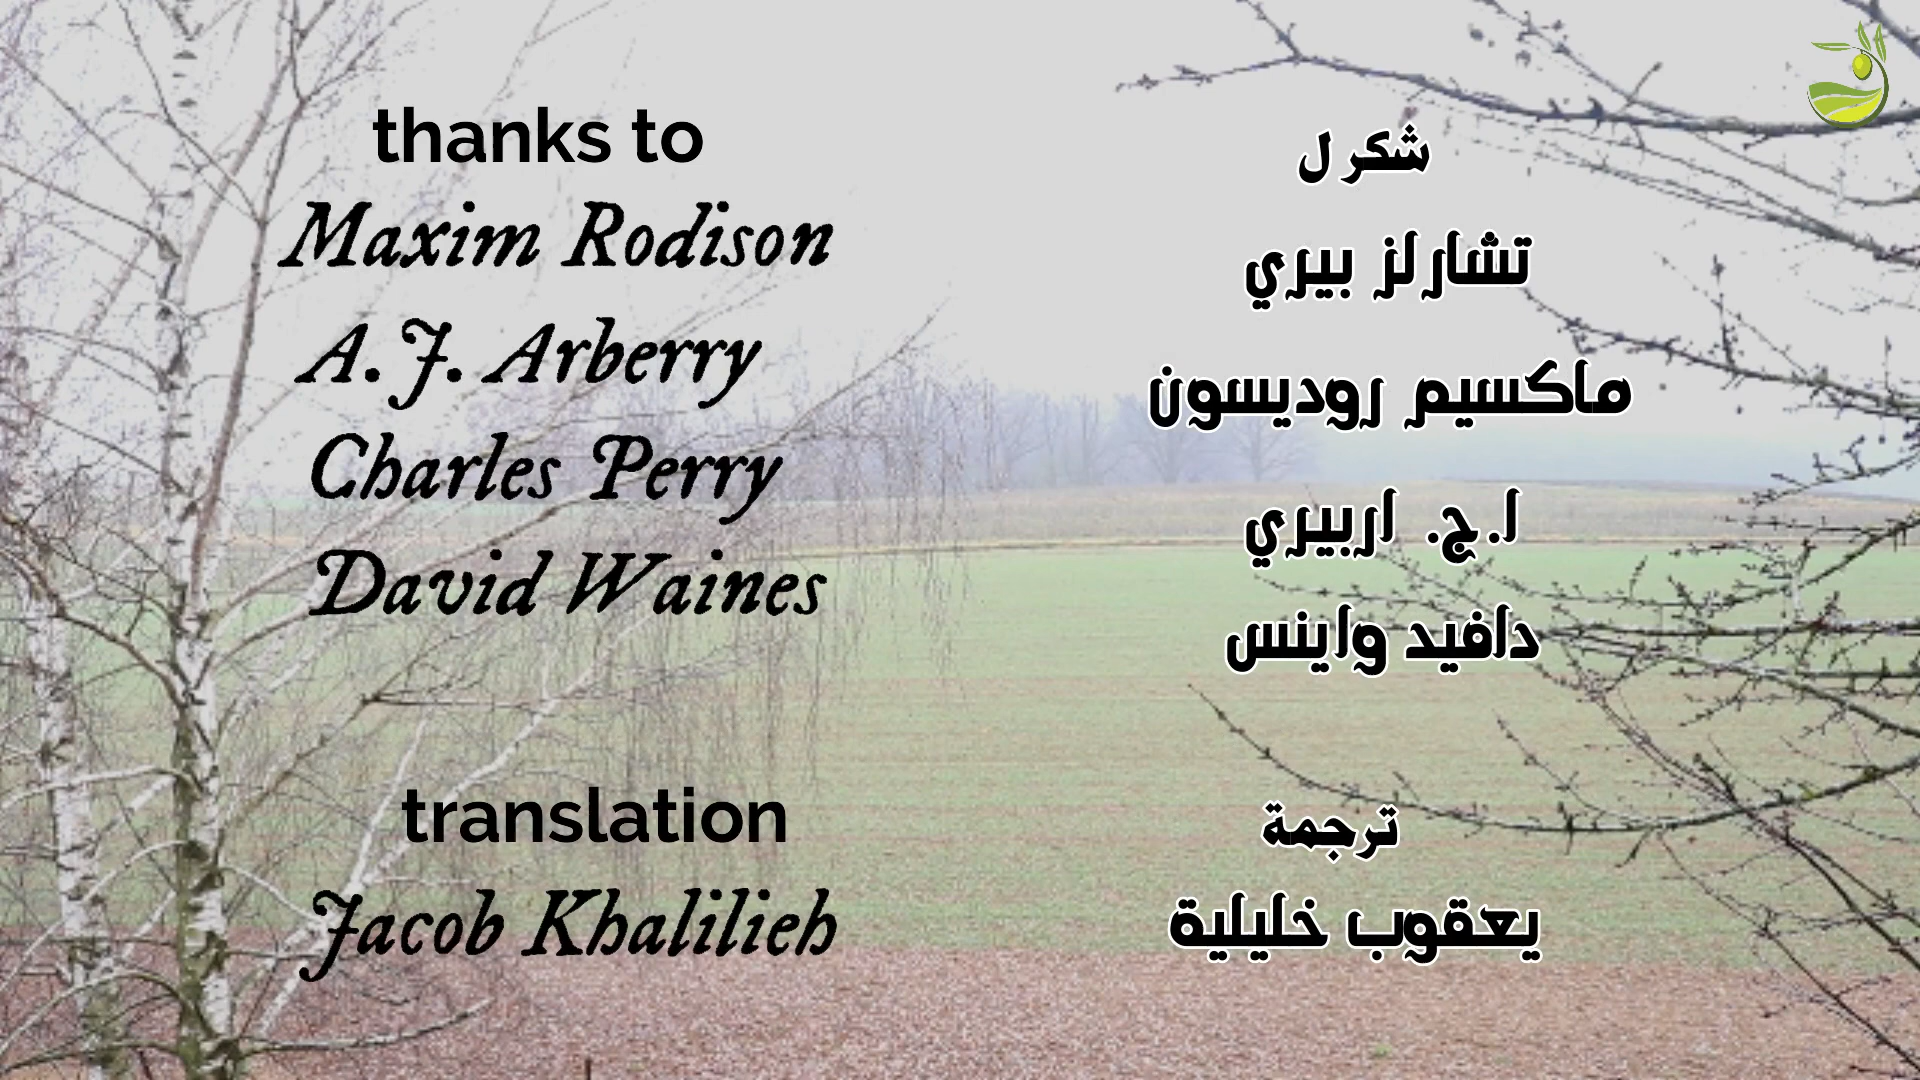 thanks to
Maxim Rodison
A. J. Arberry
Charles Perry
David Waines
translation
Jacob Khalilieh
شكر ل
تشارلز بيري
ماكسيم روديسون
ا. ج. اربيري
دافيد واينس
ترجمة
يعقوب خليلية